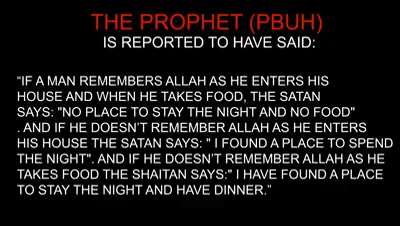 THE PROPHET (PBUH)
IS REPORTED TO HAVE SAID:
“IF A MAN REMEMBERS ALLAH AS HE ENTERS HIS
HOUSE AND WHEN HE TAKES FOOD, THE SATAN
SAYS: "NO PLACE TO STAY THE NIGHT AND NO FOOD"
. AND IF HE DOESN’T REMEMBER ALLAH AS HE ENTERS
HIS HOUSE THE SATAN SAYS: " I FOUND A PLACE TO SPEND
THE NIGHT". AND IF HE DOESN’T REMEMBER ALLAH AS HE
TAKES FOOD THE SHAITAN SAYS:" I HAVE FOUND A PLACE
TO STAY THE NIGHT AND HAVE DINNER.”